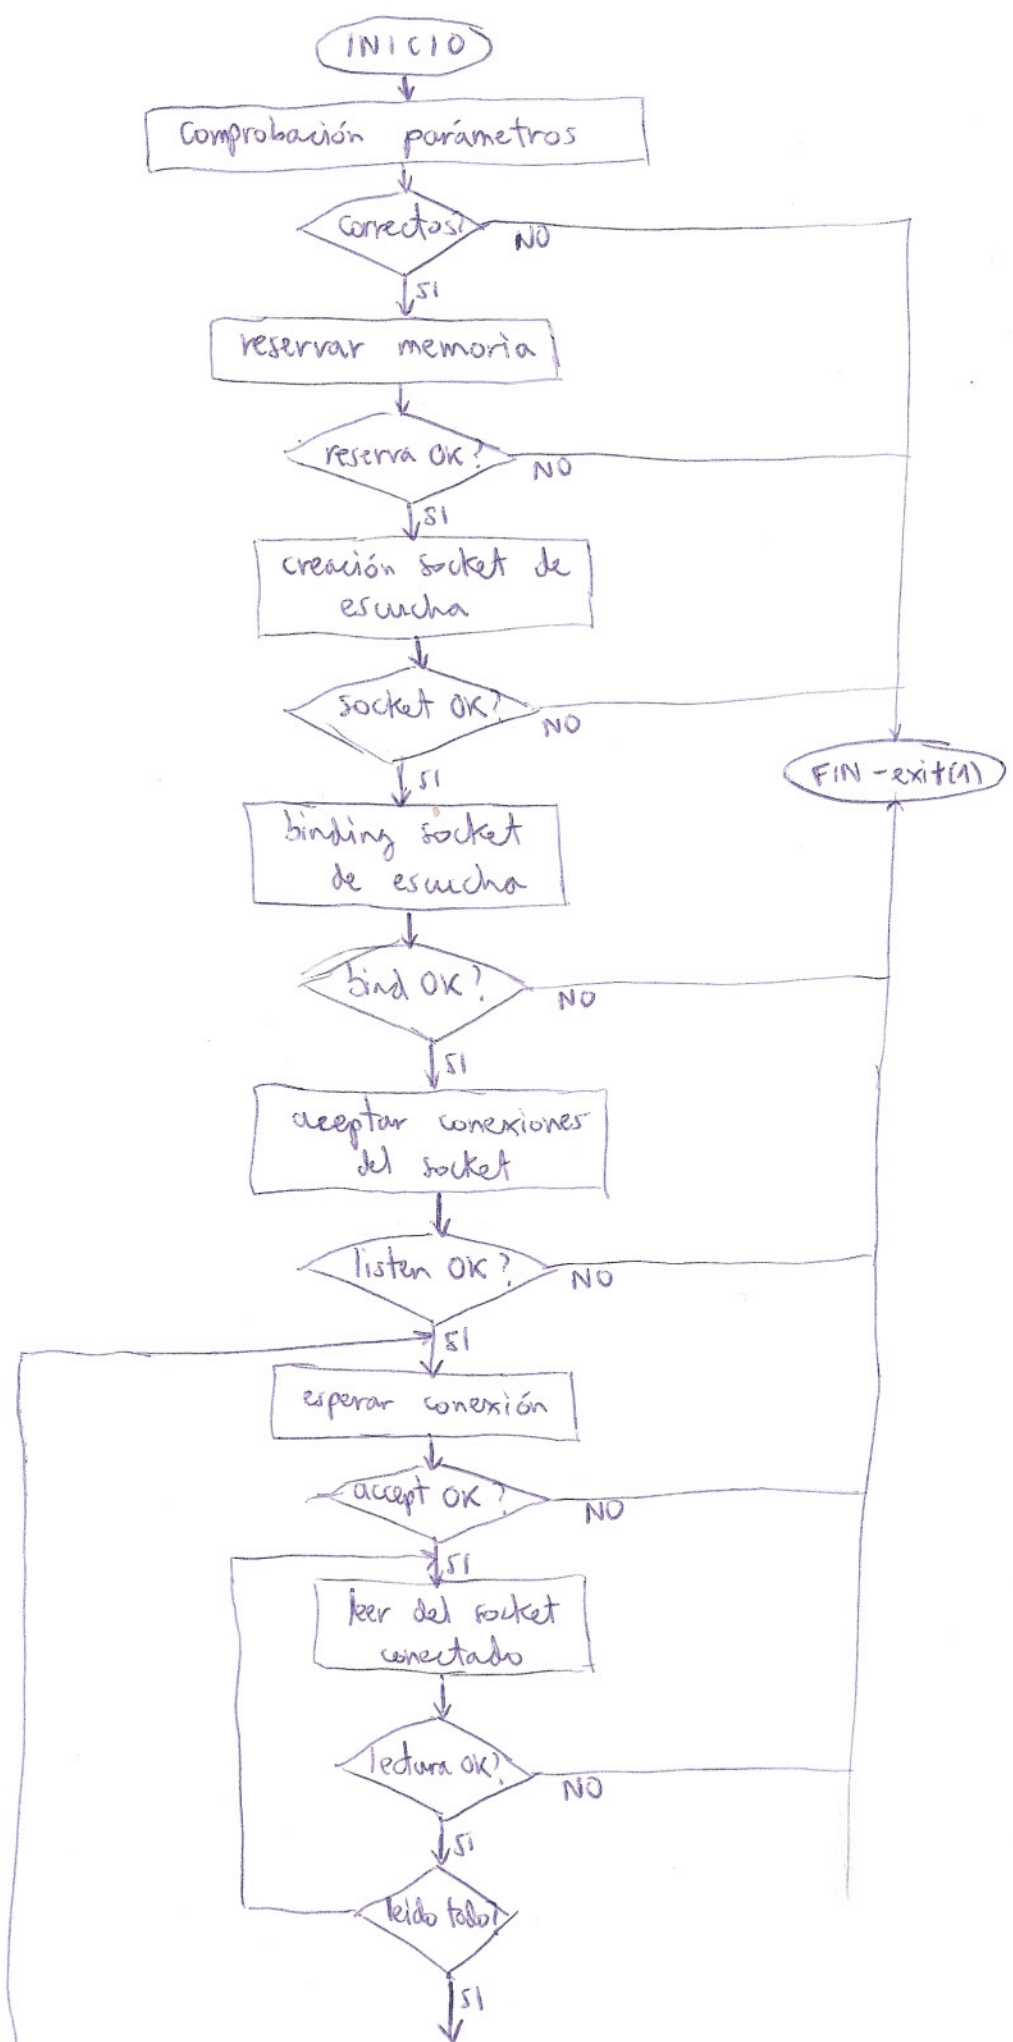 INICIO
comprobación parámetros
correctos?
NO
SI
reservar memoria
reserva OK?
NO
SI
creación socket de
escucha
socket OK?
NO
SI
FIN - exit(1)
binding socket
de escucha
bind OK?
NO
SI
aceptar conexiones
del socket
listen OK?
NO
SI
esperar conexión
accept OK?
NO
SI
leer del socket
conectado
lectura OK?
NO
SI
leido todo?
SI